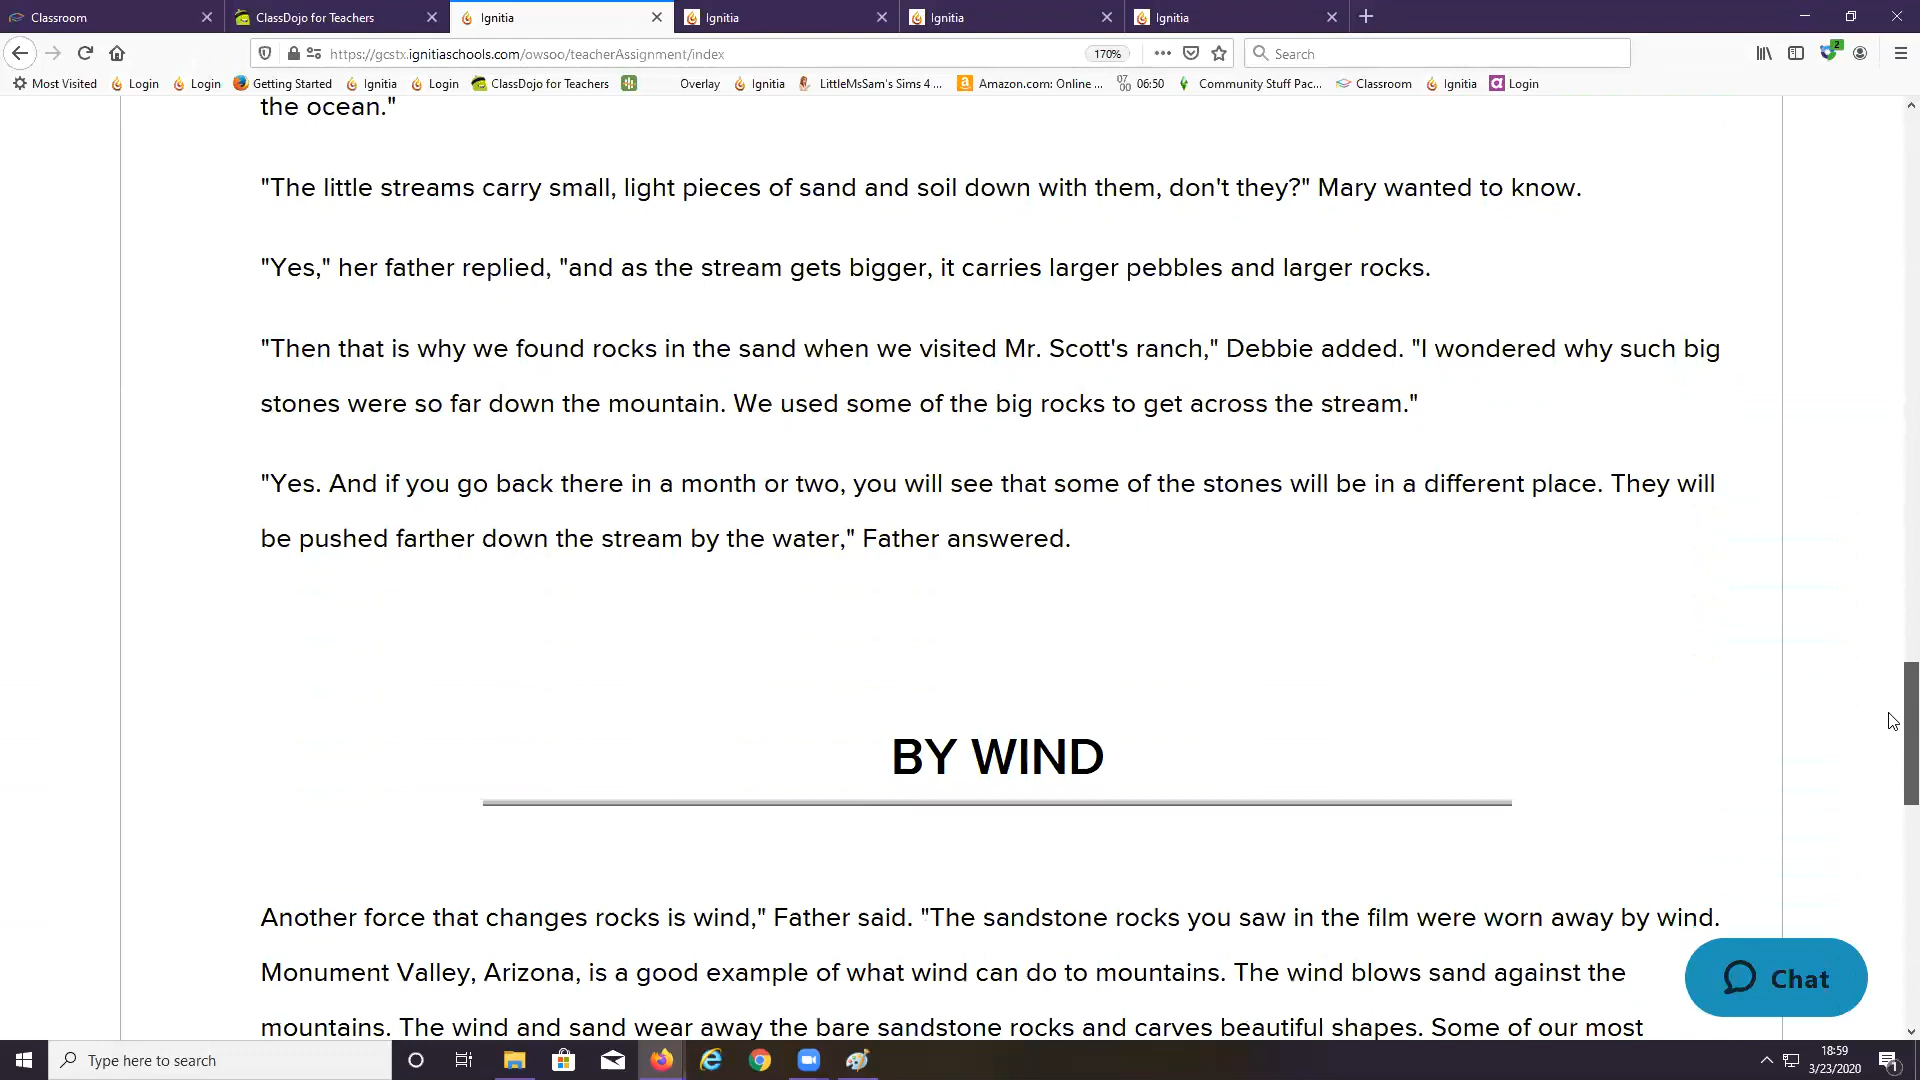 Classroom
ClassDojo for Teachers
Ignitia
Ignitia
Ignitia
Ignitia
https://gcstx.ignitiaschools.com/owsoo/teacherAssignment/index
170%
Search
2
Most Visited
Login
Login
Getting Started
Ignitia
Login
ClassDojo for Teachers
Overlay
Ignitia
LittleMsSam's Sims 4 ...
Amazon.com: Online ...
06:50
Community Stuff Pac...
Classroom
Ignitia
Login
the ocean."
"The little streams carry small, light pieces of sand and soil down with them, don't they?" Mary wanted to know.
"Yes," her father replied, "and as the stream gets bigger, it carries larger pebbles and larger rocks.
"Then that is why we found rocks in the sand when we visited Mr. Scott's ranch," Debbie added. "I wondered why such big
stones were so far down the mountain. We used some of the big rocks to get across the stream."
"Yes. And if you go back there in a month or two, you will see that some of the stones will be in a different place. They will
be pushed farther down the stream by the water," Father answered.
BY WIND
Another force that changes rocks is wind," Father said. "The sandstone rocks you saw in the film were worn away by wind.
Monument Valley, Arizona, is a good example of what wind can do to mountains. The wind blows sand against the
mountains. The wind and sand wear away the bare sandstone rocks and carves beautiful shapes. Some of our most
Chat
Type here to search
18:59
3/23/2020
1